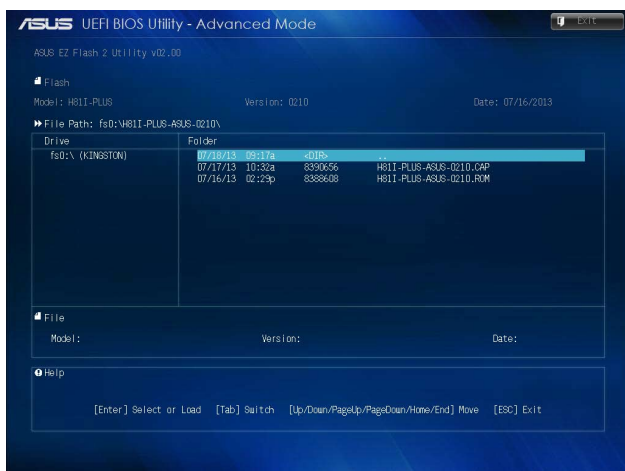 ASUS UEFI BIOS Utility - Advanced Mode
Exit
ASUS EZ Flash 2 Utility v02.00
Flash
Model: H81I-PLUS Version: 0210 Date: 07/16/2013
File Path: fs0:\H81I-PLUS-ASUS-0210\
Drive Folder
fs0:\ (KINGSTON) 07/18/13 09:17a <DIR> ..
07/17/13 10:32a 8390656 H81I-PLUS-ASUS-0210.CAP
07/16/13 02:29p 8388608 H81I-PLUS-ASUS-0210.ROM
File
Model: Version: Date:
Help
[Enter] Select or Load [Tab] Switch [Up/Down/PageUp/PageDown/Home/End] Move [ESC] Exit